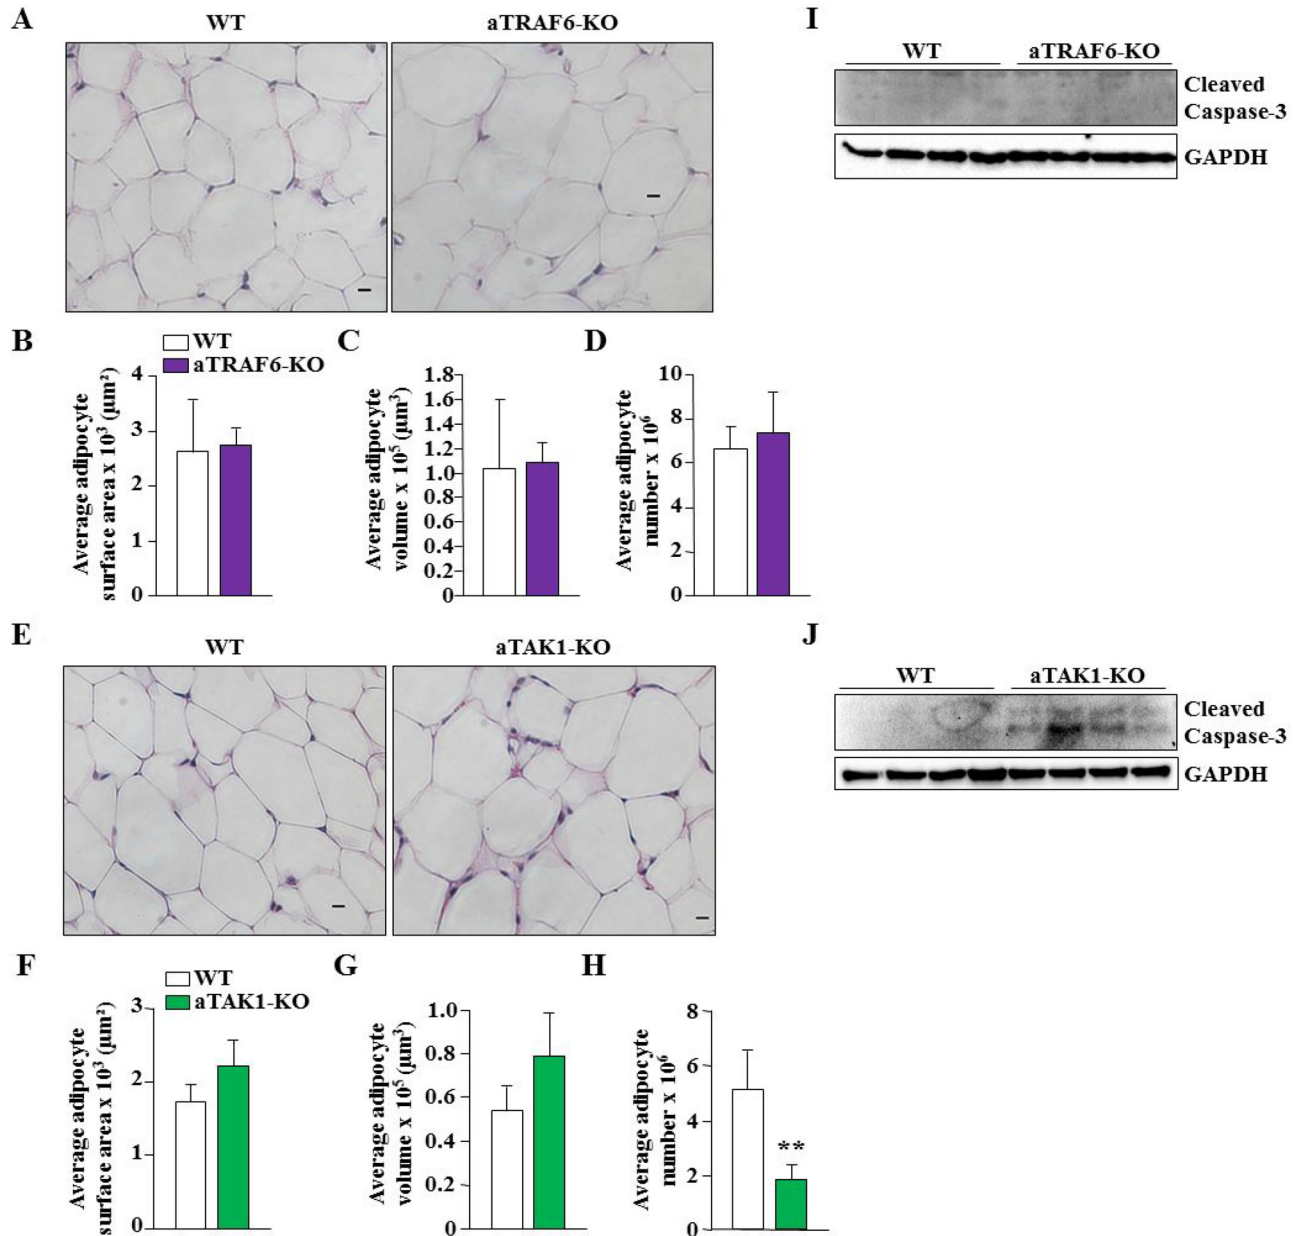 A
WT
aTRAF6-KO
I
WT
aTRAF6-KO
Cleaved
Caspase-3
GAPDH
B
WT
aTRAF6-KO
Average adipocyte
surface area x 10³ (µm²)
4
3
2
1
0
C
Average adipocyte
volume x 10⁵ (µm³)
1.8
1.6
1.4
1.2
1.0
0.8
0.6
0.4
0.2
0
D
Average adipocyte
number x 10⁶
10
8
6
4
2
0
E
WT
aTAK1-KO
J
WT
aTAK1-KO
Cleaved
Caspase-3
GAPDH
F
WT
aTAK1-KO
Average adipocyte
surface area x 10³ (µm²)
3
2
1
0
G
Average adipocyte
volume x 10⁵ (µm³)
1.0
0.8
0.6
0.4
0.2
0
H
Average adipocyte
number x 10⁶
8
6
4
2
0
**